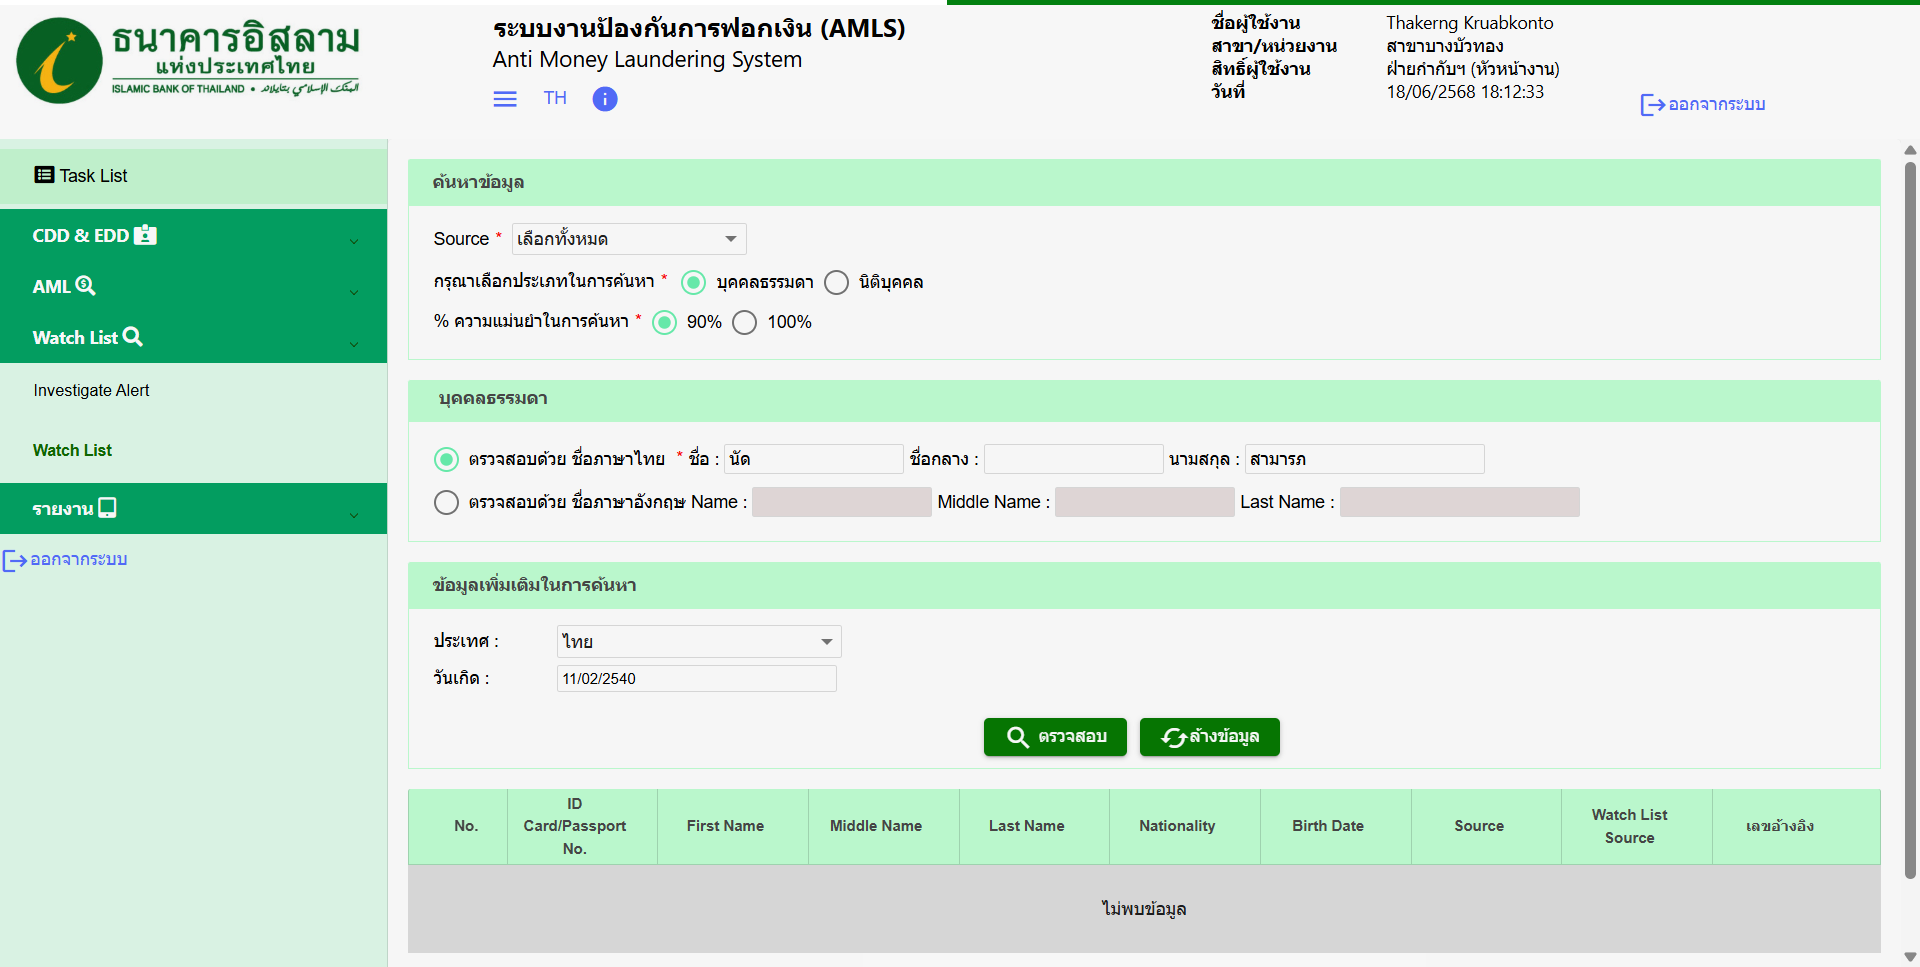 ธนาคารอิสลาม
แห่งประเทศไทย
ISLAMIC BANK OF THAILAND •
ระบบงานป้องกันการฟอกเงิน (AMLS)
Anti Money Laundering System
TH
ชื่อผู้ใช้งาน Thakerng Kruabkonto
สาขา/หน่วยงาน สาขาบางบัวทอง
สิทธิ์ผู้ใช้งาน ฝ่ายกำกับฯ (หัวหน้างาน)
วันที่ 18/06/2568 18:12:33
ออกจากระบบ
Task List
CDD & EDD
AML
Watch List
Investigate Alert
Watch List
รายงาน
ออกจากระบบ
ค้นหาข้อมูล
Source * เลือกทั้งหมด
กรุณาเลือกประเภทในการค้นหา * บุคคลธรรมดา นิติบุคคล
% ความแม่นยำในการค้นหา * 90% 100%
บุคคลธรรมดา
ตรวจสอบด้วย ชื่อภาษาไทย * ชื่อ : นัด ชื่อกลาง : นามสกุล : สามารภ
ตรวจสอบด้วย ชื่อภาษาอังกฤษ Name : Middle Name : Last Name :
ข้อมูลเพิ่มเติมในการค้นหา
ประเทศ : ไทย
วันเกิด : 11/02/2540
ตรวจสอบ ล้างข้อมูล
No. ID Card/Passport No. First Name Middle Name Last Name Nationality Birth Date Source Watch List Source เลขอ้างอิง
ไม่พบข้อมูล